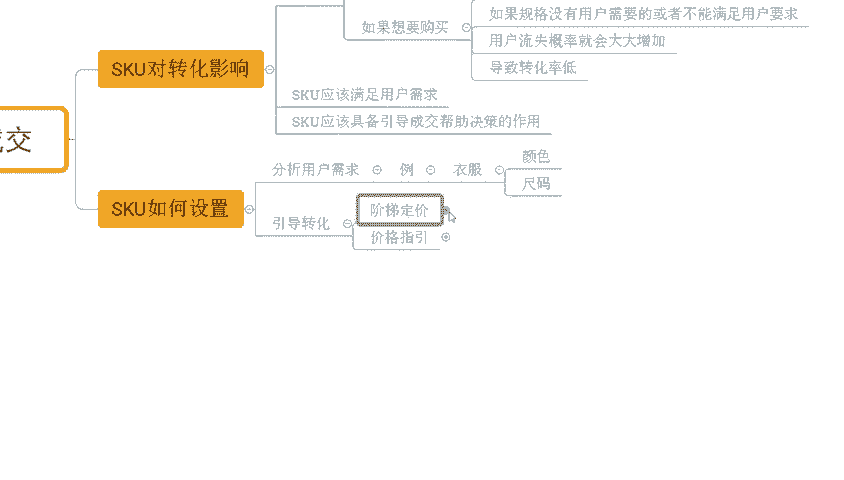 如果规格没有用户需要的或者不能满足用户要求
如果想要购买
用户流失概率就会大大增加
SKU对转化影响
导致转化率低
SKU应该满足用户需求
SKU应该具备引导成交帮助决策的作用
交
颜色
分析用户需求
例
衣服
尺码
SKU如何设置
阶梯定价
引导转化
价格指引